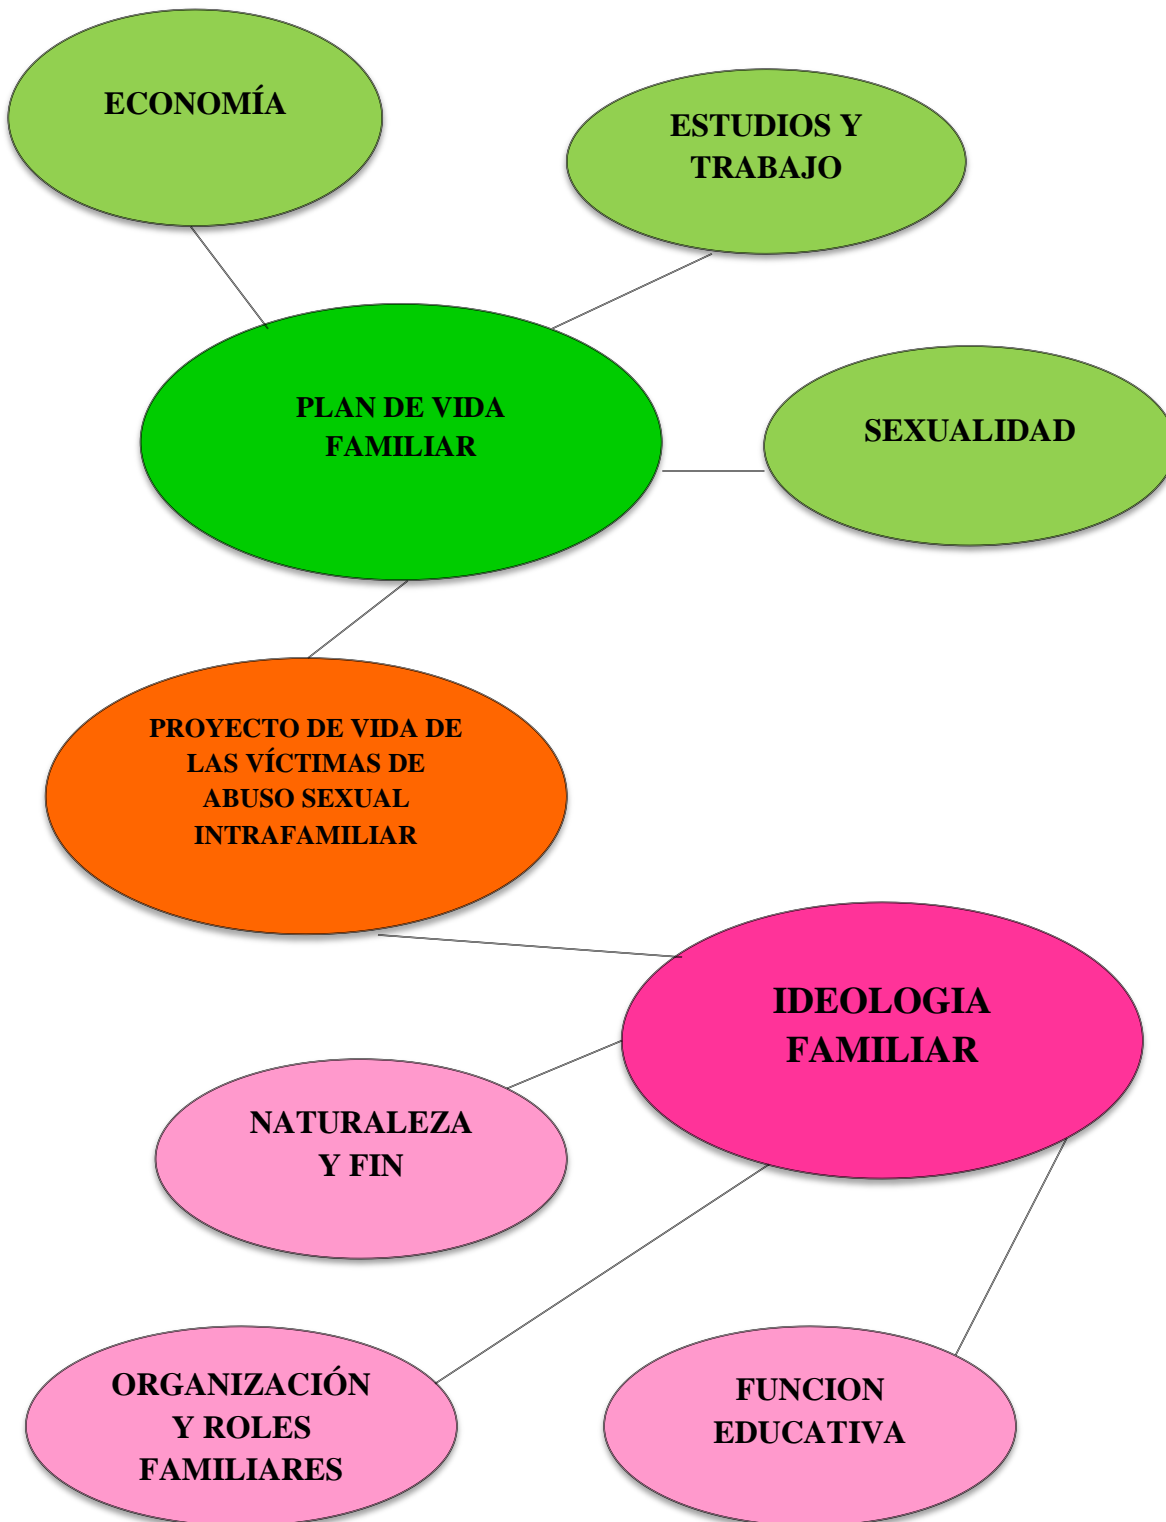 ECONOMÍA
ESTUDIOS Y
TRABAJO
PLAN DE VIDA
FAMILIAR
SEXUALIDAD
PROYECTO DE VIDA DE
LAS VÍCTIMAS DE
ABUSO SEXUAL
INTRAFAMILIAR
IDEOLOGIA
FAMILIAR
NATURALEZA
Y FIN
ORGANIZACIÓN
Y ROLES
FAMILIARES
FUNCION
EDUCATIVA